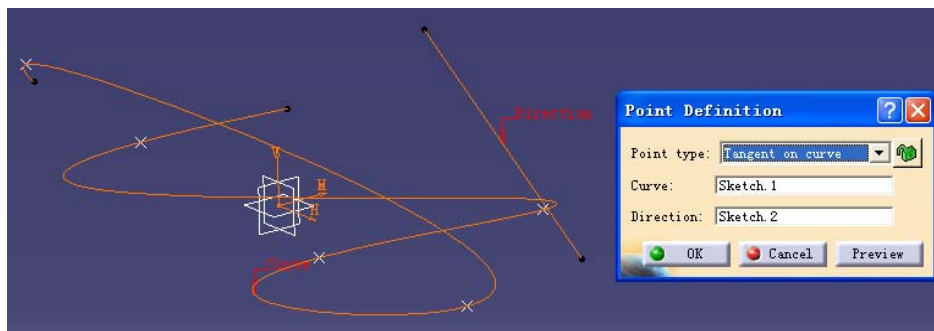 Direction
V
H
H
Curve
Point Definition
Point type: Tangent on curve
Curve: Sketch.1
Direction: Sketch.2
OK Cancel Preview